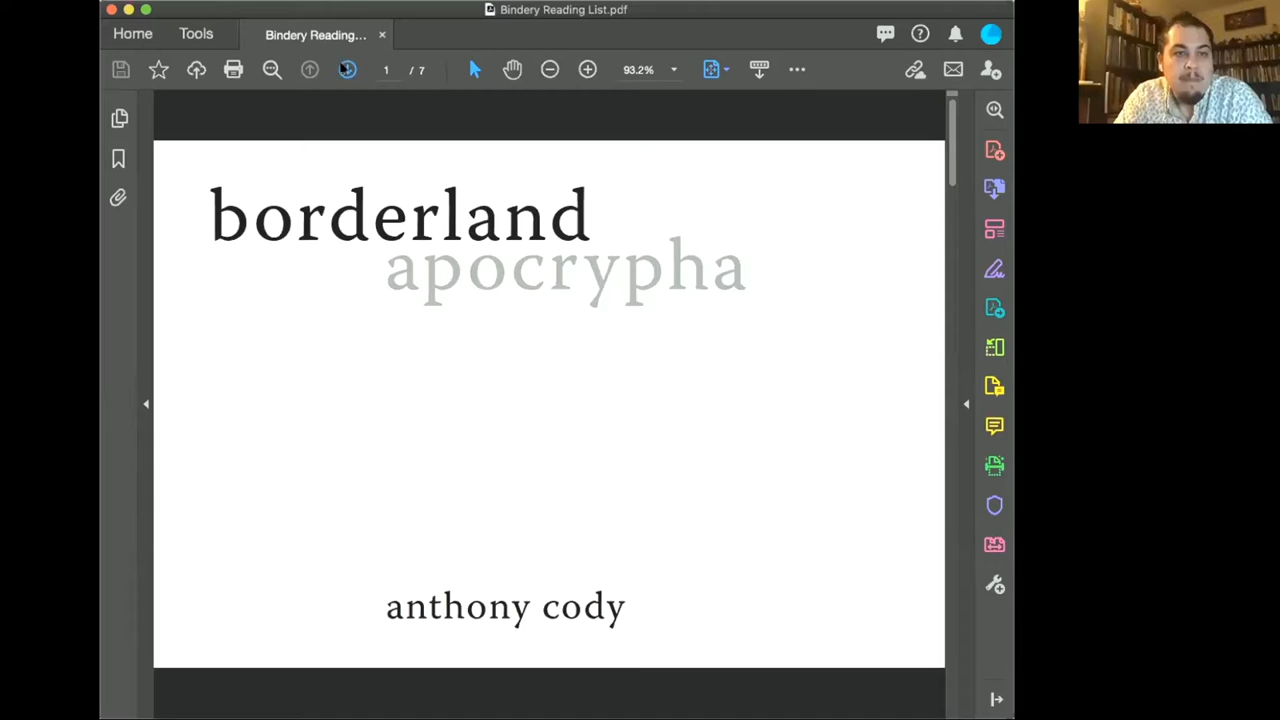 Bindery Reading List.pdf
Home Tools Bindery Reading... ×
1 / 7 93.2%
borderland
apocrypha
anthony cody